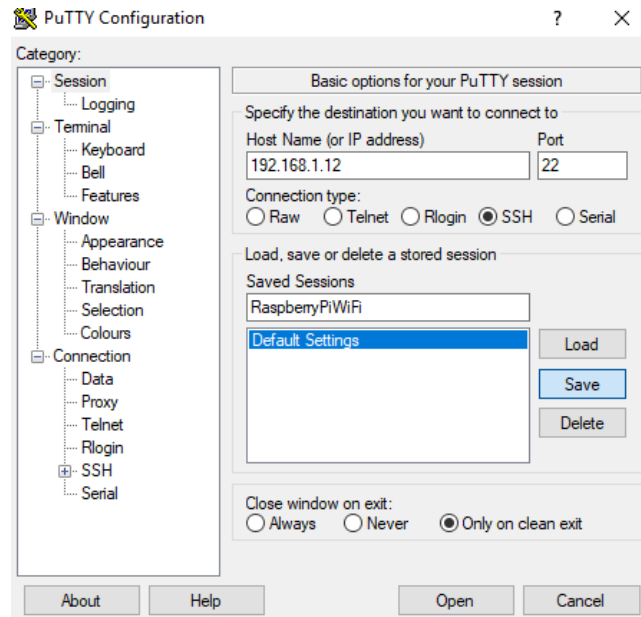 PuTTY Configuration
?
Category:
Session
Logging
Terminal
Keyboard
Bell
Features
Window
Appearance
Behaviour
Translation
Selection
Colours
Connection
Data
Proxy
Telnet
Rlogin
SSH
Serial
Basic options for your PuTTY session
Specify the destination you want to connect to
Host Name (or IP address) Port
192.168.1.12 22
Connection type:
Raw Telnet Rlogin SSH Serial
Load, save or delete a stored session
Saved Sessions
RaspberryPiWiFi
Default Settings
Load
Save
Delete
Close window on exit:
Always Never Only on clean exit
About Help Open Cancel